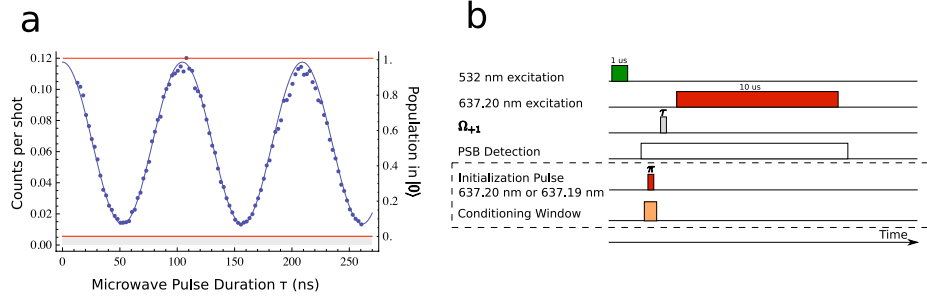 a
0.12
0.10
0.08
0.06
0.04
0.02
0.00
Counts per shot
0
50
100
150
200
250
Microwave Pulse Duration τ (ns)
1.
0.8
0.6
0.4
0.2
0.
Population in |0⟩
b
1 us
532 nm excitation
10 us
637.20 nm excitation
τ
Ω+1
PSB Detection
π
Initialization Pulse
637.20 nm or 637.19 nm
Conditioning Window
Time